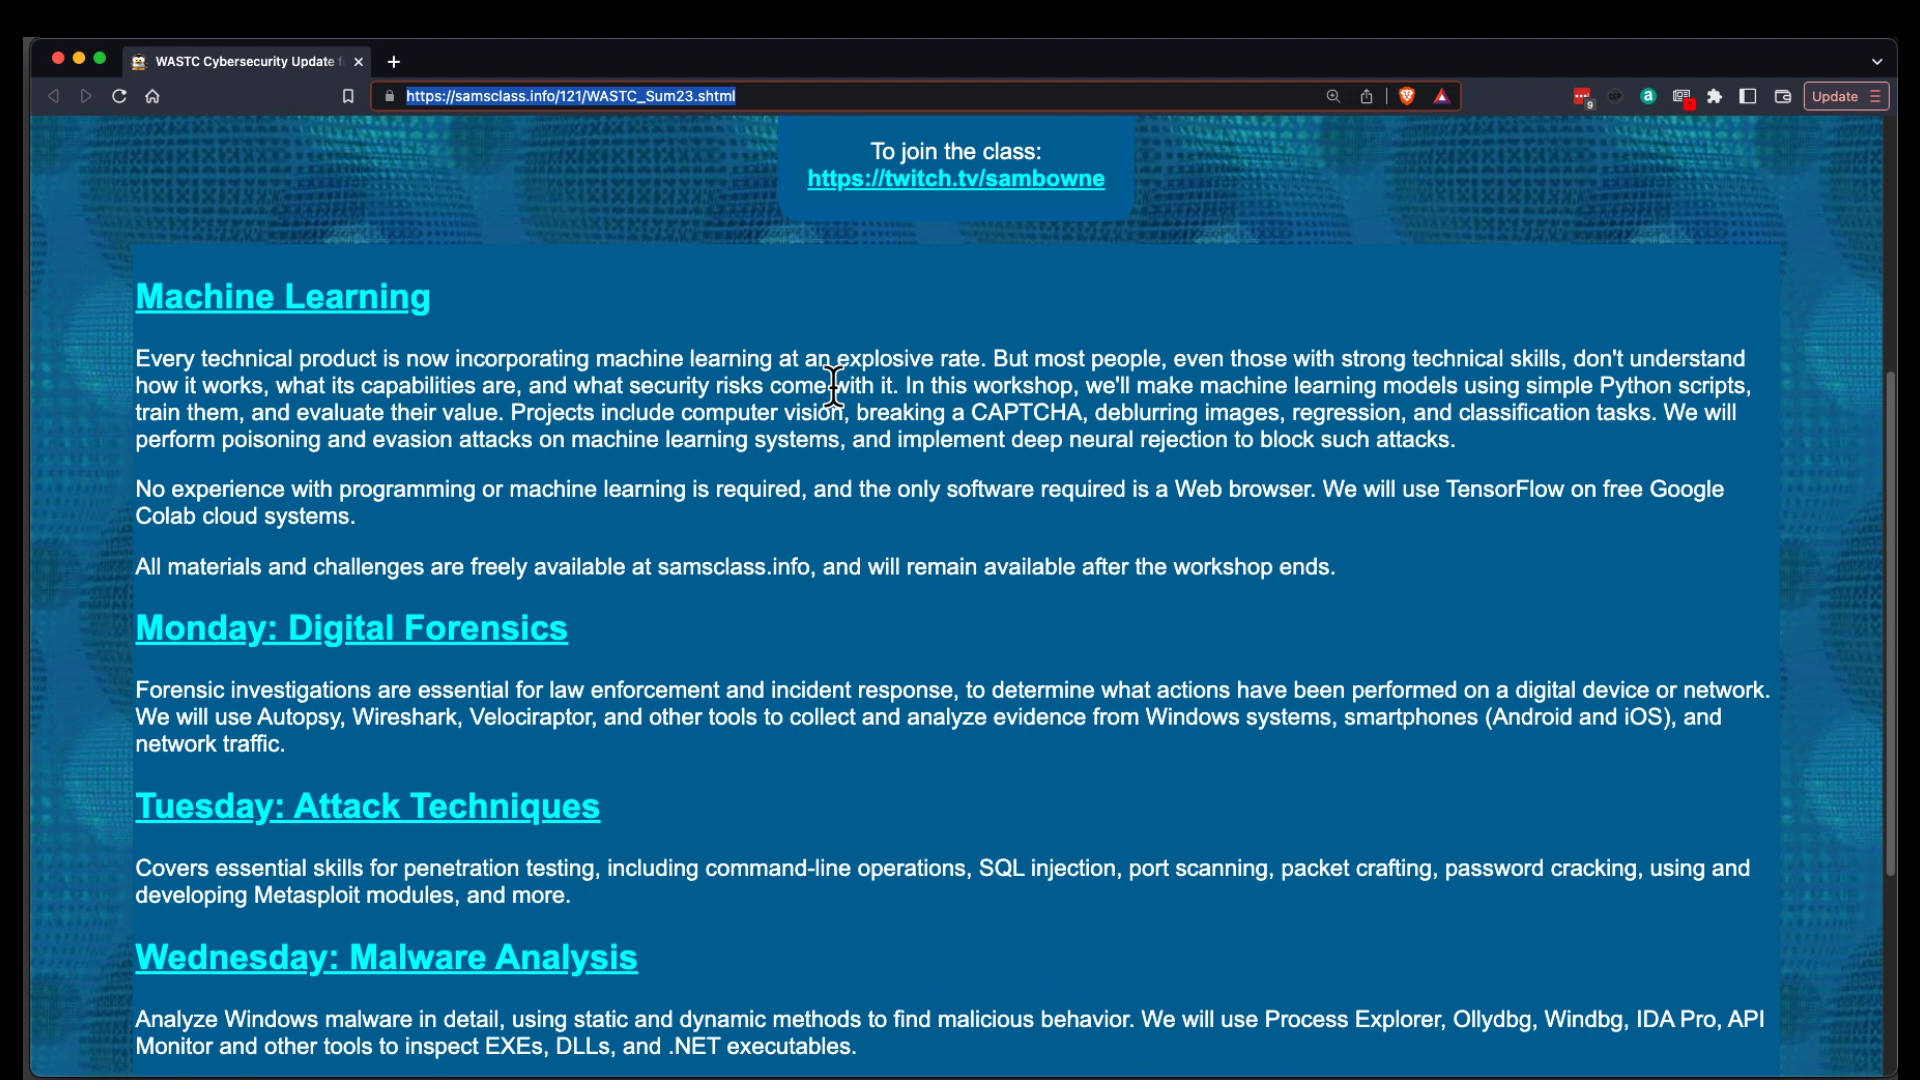 WASTC Cybersecurity Update f
https://samsclass.info/121/WASTC_Sum23.shtml
9
a
Update
To join the class:
https://twitch.tv/sambowne
Machine Learning
Every technical product is now incorporating machine learning at an explosive rate. But most people, even those with strong technical skills, don't understand
how it works, what its capabilities are, and what security risks come with it. In this workshop, we'll make machine learning models using simple Python scripts,
train them, and evaluate their value. Projects include computer vision, breaking a CAPTCHA, deblurring images, regression, and classification tasks. We will
perform poisoning and evasion attacks on machine learning systems, and implement deep neural rejection to block such attacks.
No experience with programming or machine learning is required, and the only software required is a Web browser. We will use TensorFlow on free Google
Colab cloud systems.
All materials and challenges are freely available at samsclass.info, and will remain available after the workshop ends.
Monday: Digital Forensics
Forensic investigations are essential for law enforcement and incident response, to determine what actions have been performed on a digital device or network.
We will use Autopsy, Wireshark, Velociraptor, and other tools to collect and analyze evidence from Windows systems, smartphones (Android and iOS), and
network traffic.
Tuesday: Attack Techniques
Covers essential skills for penetration testing, including command-line operations, SQL injection, port scanning, packet crafting, password cracking, using and
developing Metasploit modules, and more.
Wednesday: Malware Analysis
Analyze Windows malware in detail, using static and dynamic methods to find malicious behavior. We will use Process Explorer, Ollydbg, Windbg, IDA Pro, API
Monitor and other tools to inspect EXEs, DLLs, and .NET executables.